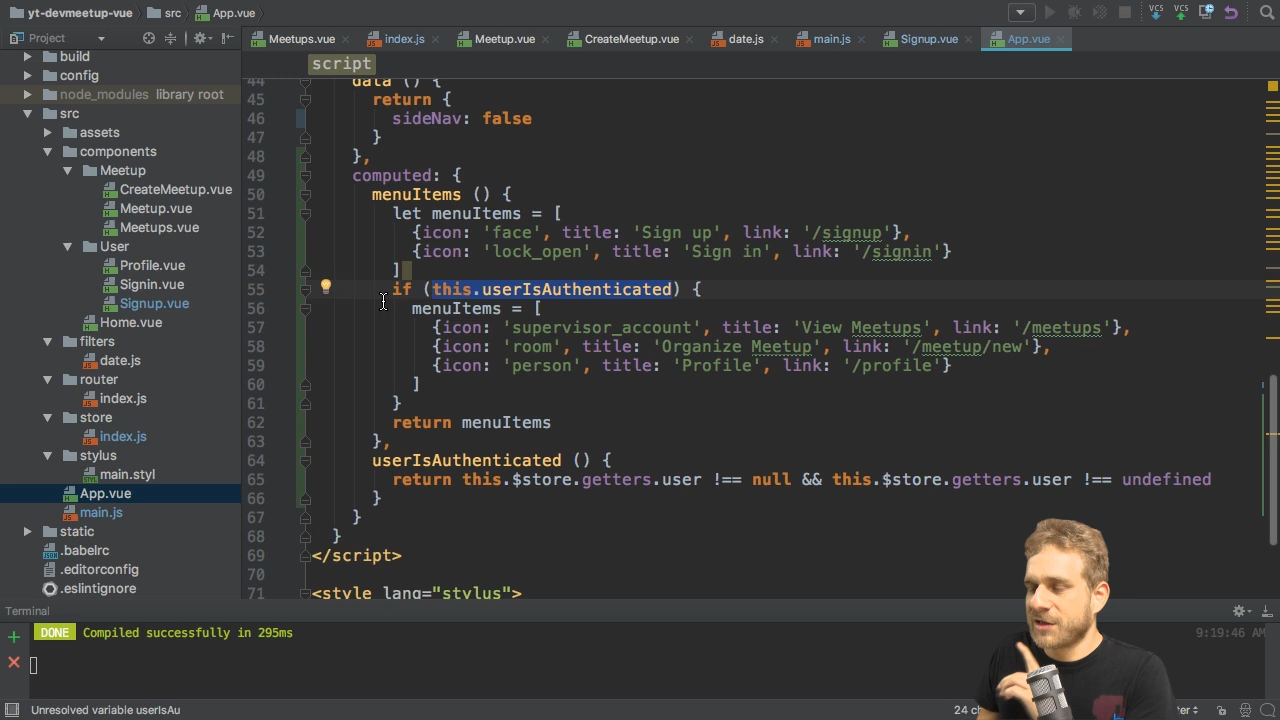 yt-devmeetup-vue src App.vue
VCS VCS
Project
Meetups.vue index.js Meetup.vue CreateMeetup.vue date.js main.js Signup.vue App.vue
script
build
config
node_modules library root
src
assets
components
Meetup
CreateMeetup.vue
Meetup.vue
Meetups.vue
User
Profile.vue
Signin.vue
Signup.vue
Home.vue
filters
date.js
router
index.js
store
index.js
stylus
main.styl
App.vue
main.js
static
.babelrc
.editorconfig
.eslintignore
44 data () {
45 return {
46 sideNav: false
47 }
48 },
49 computed: {
50 menuItems () {
51 let menuItems = [
52 {icon: 'face', title: 'Sign up', link: '/signup'},
53 {icon: 'lock_open', title: 'Sign in', link: '/signin'}
54 ]
55 if (this.userIsAuthenticated) {
56 menuItems = [
57 {icon: 'supervisor_account', title: 'View Meetups', link: '/meetups'},
58 {icon: 'room', title: 'Organize Meetup', link: '/meetup/new'},
59 {icon: 'person', title: 'Profile', link: '/profile'}
60 ]
61 }
62 return menuItems
63 },
64 userIsAuthenticated () {
65 return this.$store.getters.user !== null && this.$store.getters.user !== undefined
66 }
67 }
68 }
69 </script>
70
71 <style lang="stylus">
Terminal
DONE Compiled successfully in 295ms
9:19:46 AM
Unresolved variable userIsAu
24 ch